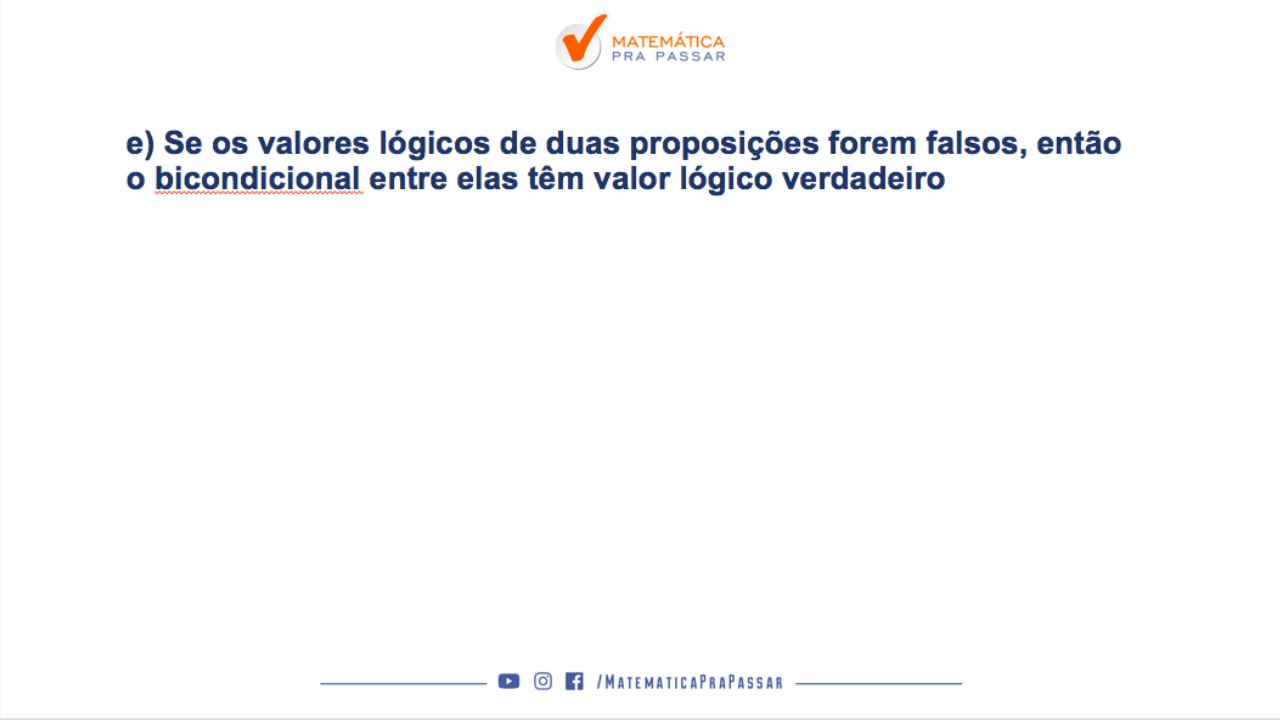 MATEMÁTICA
PRA PASSAR
e) Se os valores lógicos de duas proposições forem falsos, então
o bicondicional entre elas têm valor lógico verdadeiro
/MATEMATICAPRAPASSAR